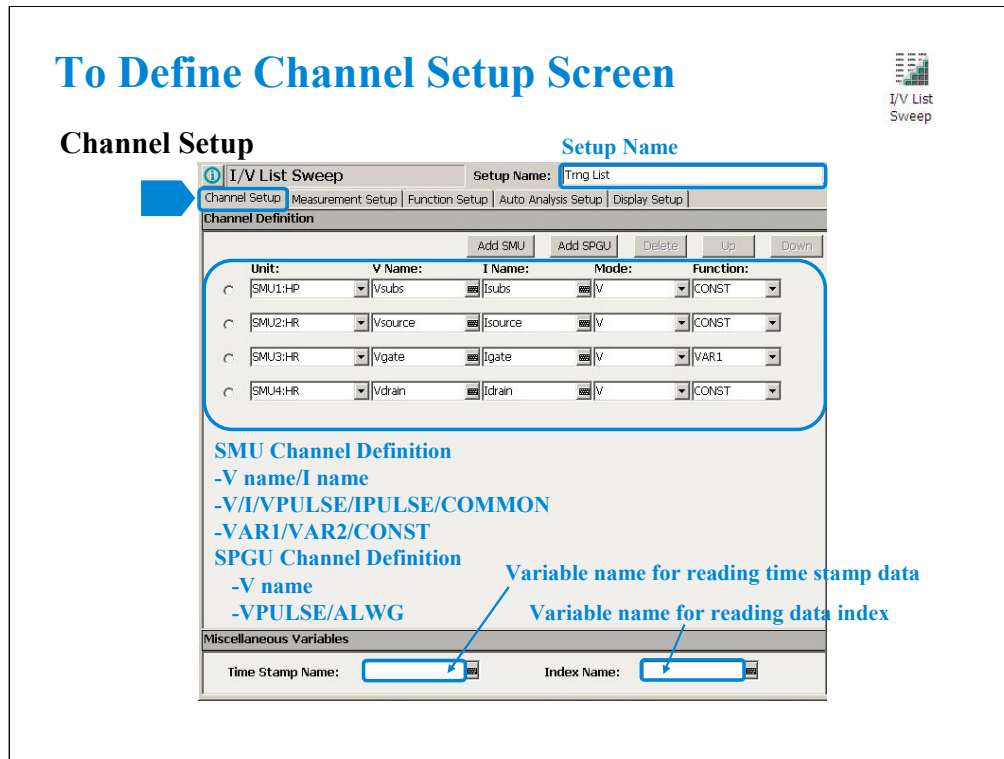 To Define Channel Setup Screen
I/V List
Sweep
Channel Setup
Setup Name
I/V List Sweep Setup Name: Trng List
Channel Setup Measurement Setup Function Setup Auto Analysis Setup Display Setup
Channel Definition
Add SMU Add SPGU Delete Up Down
Unit: V Name: I Name: Mode: Function:
SMU1:HP Vsubs Isubs V CONST
SMU2:HR Vsource Isource V CONST
SMU3:HR Vgate Igate V VAR1
SMU4:HR Vdrain Idrain V CONST
SMU Channel Definition
-V name/I name
-V/I/VPULSE/IPULSE/COMMON
-VAR1/VAR2/CONST
SPGU Channel Definition
-V name
-VPULSE/ALWG
Variable name for reading time stamp data
Variable name for reading data index
Miscellaneous Variables
Time Stamp Name: Index Name: